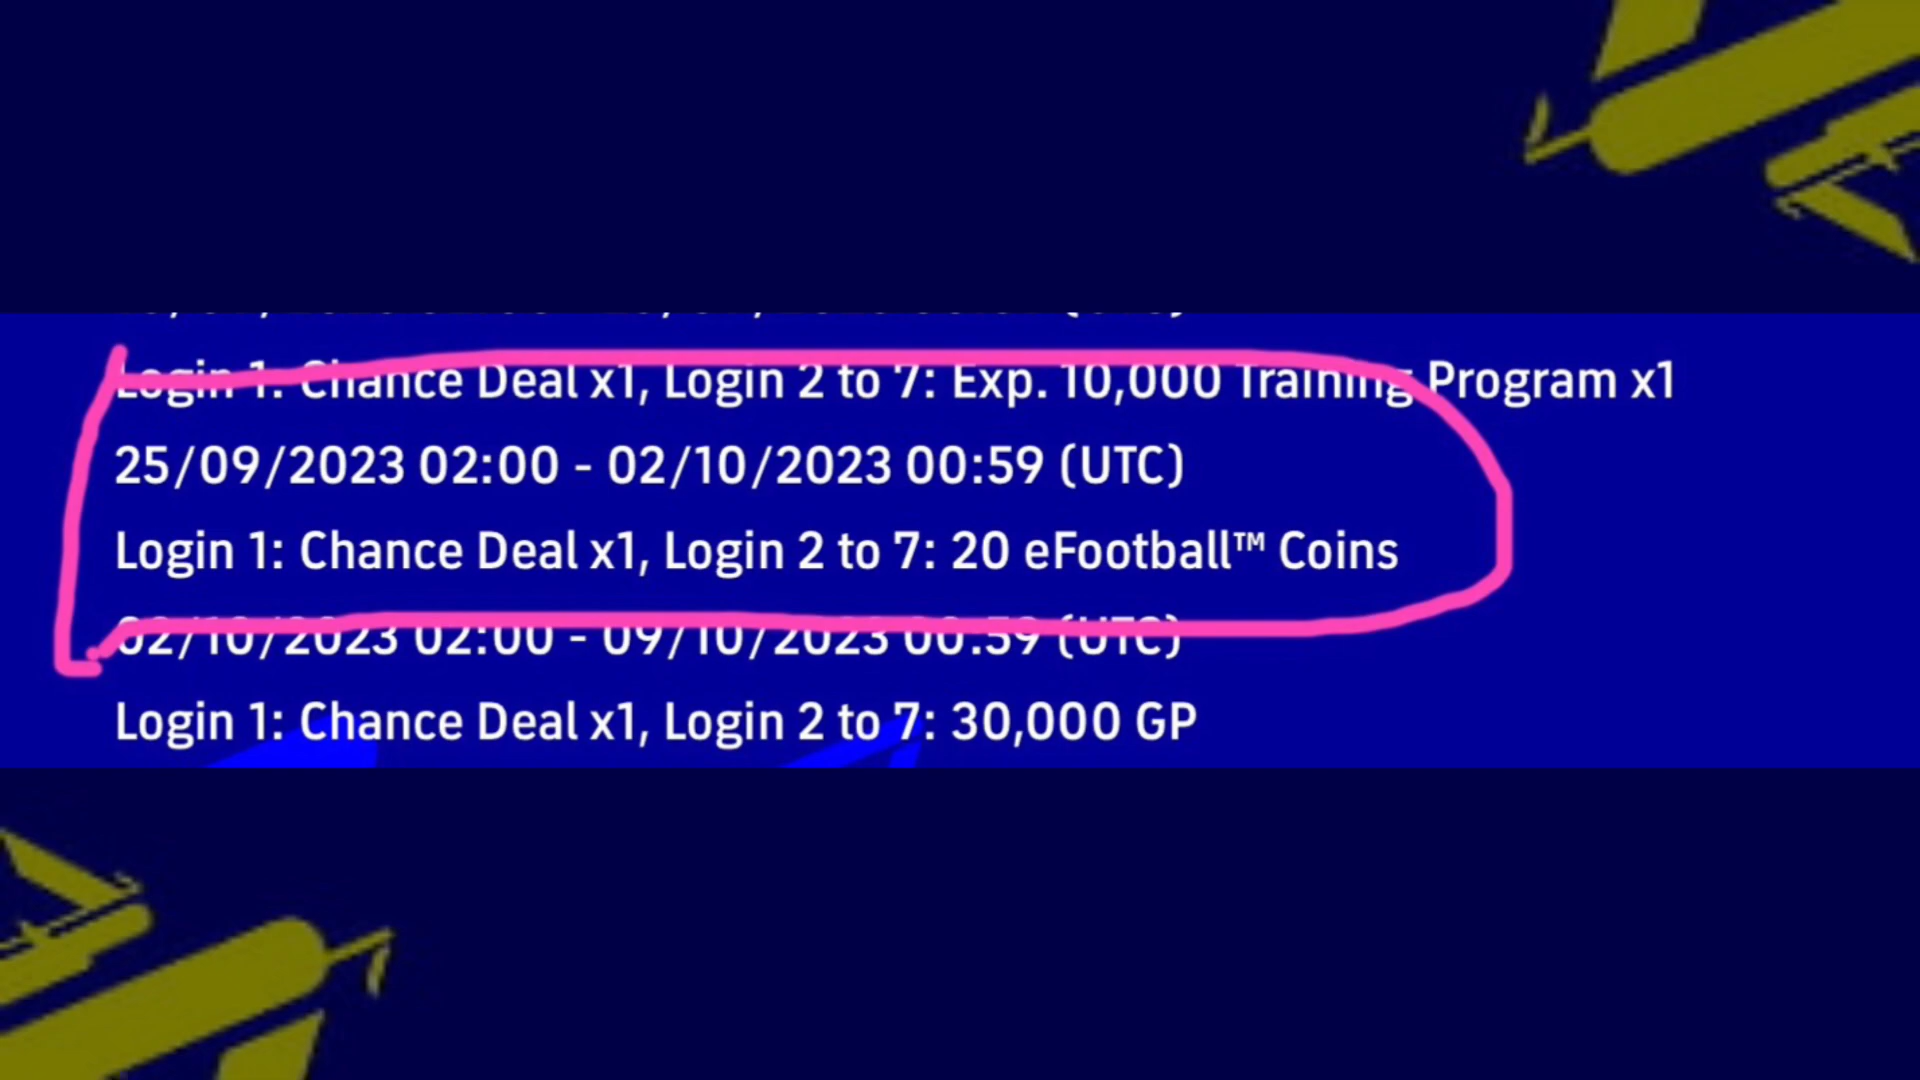 Login 1: Chance Deal x1, Login 2 to 7: Exp. 10,000 Training Program x1
25/09/2023 02:00 - 02/10/2023 00:59 (UTC)
Login 1: Chance Deal x1, Login 2 to 7: 20 eFootball™ Coins
02/10/2023 02:00 - 09/10/2023 00:59 (UTC)
Login 1: Chance Deal x1, Login 2 to 7: 30,000 GP